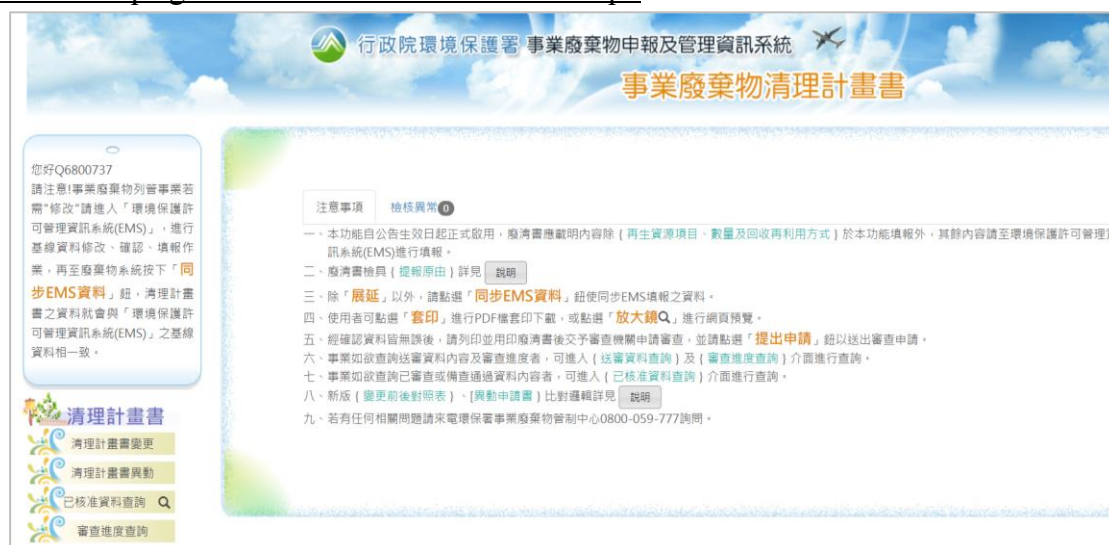 行政院環境保護署 事業廢棄物申報及管理資訊系統
事業廢棄物清理計畫書
您好Q6800737
請注意!事業廢棄物列管事業若
需"修改"請進入「環境保護許
可管理資訊系統(EMS)」，進行
基線資料修改、確認、填報作
業，再至廢棄物系統按下「同
步EMS資料」鈕，清理計畫
書之資料就會與「環境保護許
可管理資訊系統(EMS)」之基線
資料相一致。
清理計畫書
清理計畫書變更
清理計畫書異動
已核准資料查詢
審查進度查詢
注意事項 檢核異常 0
一、本功能自公告生效日起正式啟用，廢清書應載明內容除{再生資源項目、數量及回收再利用方式}於本功能填報外，其餘內容請至環境保護許可管理
訊系統(EMS)進行填報。
二、廢清書檢具{提報原由}詳見 說明
三、除「展延」以外，請點選「同步EMS資料」鈕使同步EMS填報之資料。
四、使用者可點選「套印」進行PDF檔套印下載，或點選「放大鏡」進行網頁預覽。
五、經確認資料皆無誤後，請列印並用印廢清書後交予審查機關申請審查，並請點選「提出申請」鈕以送出審查申請。
六、事業如欲查詢送審資料內容及審查進度者，可進入{送審資料查詢}及{審查進度查詢}介面進行查詢。
七、事業如欲查詢已審查或備查通過資料內容者，可進入{已核准資料查詢}介面進行查詢。
八、新版{變更前後對照表}、[異動申請書}比對邏輯詳見 說明
九、若有任何相關問題請來電環保署事業廢棄物管制中心0800-059-777詢問。